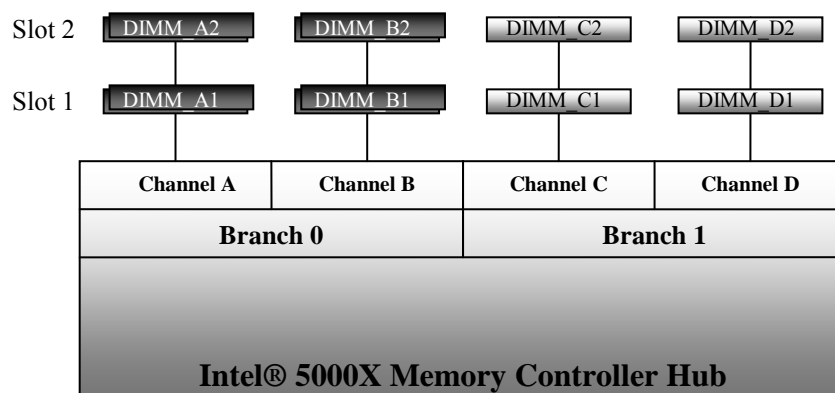 Slot 2 DIMM_A2 DIMM_B2 DIMM_C2 DIMM_D2
Slot 1 DIMM_A1 DIMM_B1 DIMM_C1 DIMM_D1
Channel A Channel B Channel C Channel D
Branch 0 Branch 1
Intel® 5000X Memory Controller Hub